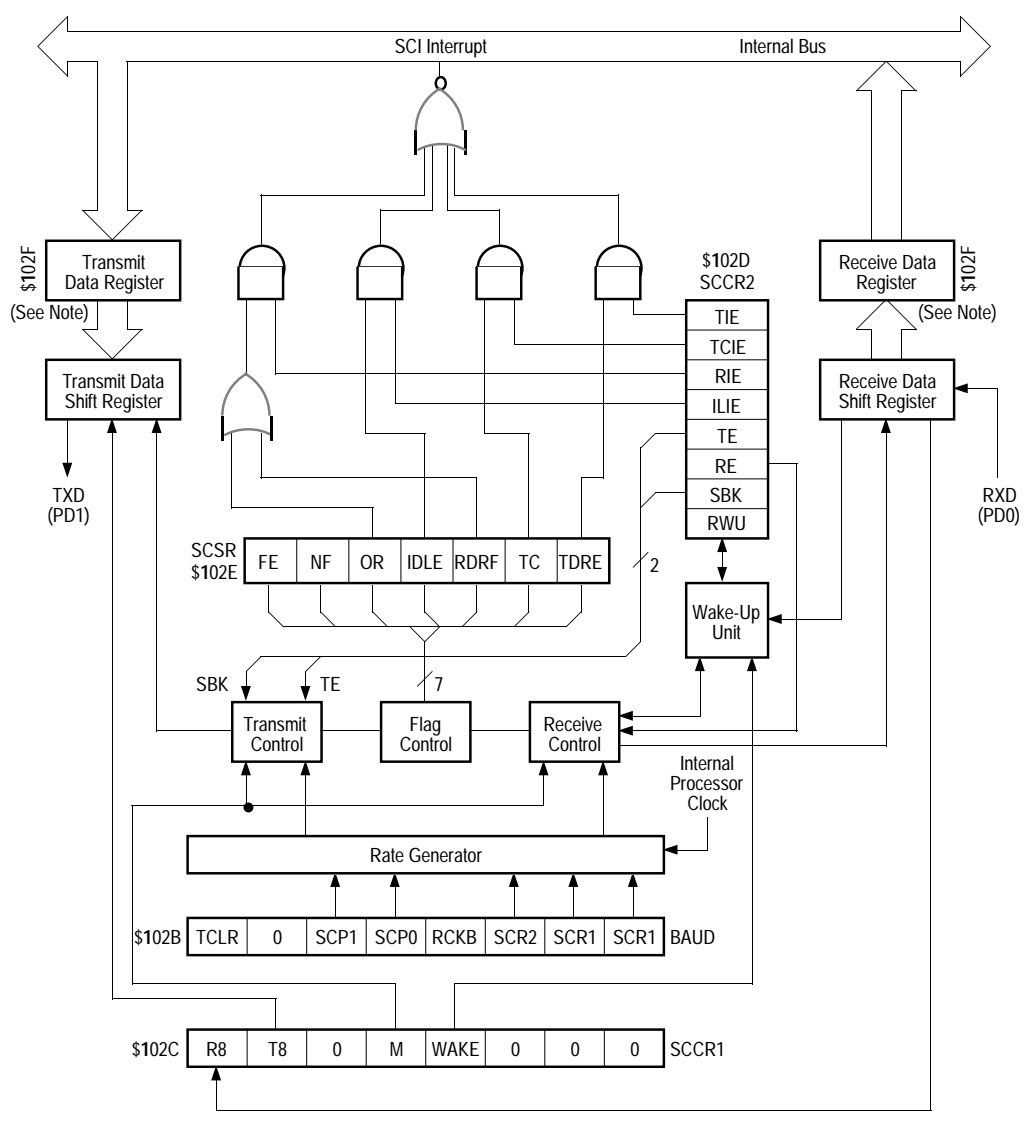 SCI Interrupt
Internal Bus
$102F
Transmit
Data Register
(See Note)
$102D
SCCR2
Receive Data
Register
$102F
(See Note)
Transmit Data
Shift Register
TIE
TCIE
RIE
ILIE
TE
RE
SBK
RWU
Receive Data
Shift Register
TXD
(PD1)
RXD
(PD0)
SCSR
$102E
FE NF OR IDLE RDRF TC TDRE
2
Wake-Up
Unit
SBK
TE
7
Transmit
Control
Flag
Control
Receive
Control
Internal
Processor
Clock
Rate Generator
$102B TCLR 0 SCP1 SCP0 RCKB SCR2 SCR1 SCR1 BAUD
$102C R8 T8 0 M WAKE 0 0 0 SCCR1